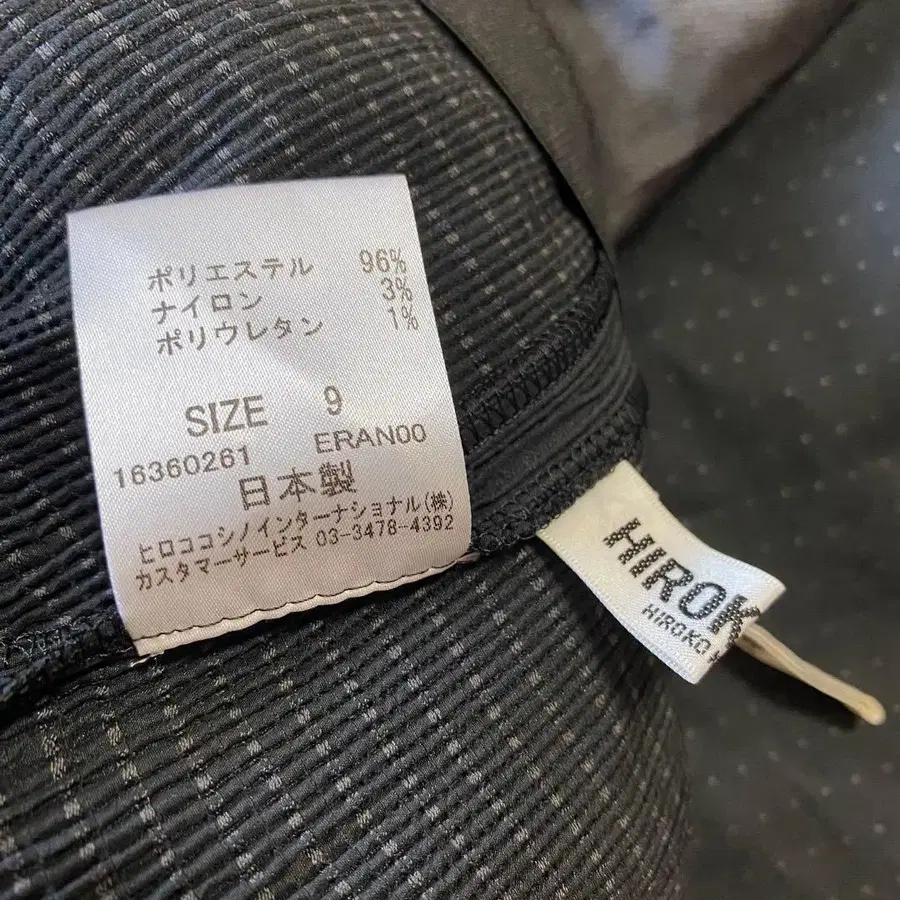 ポリエステル 96%
ナイロン 3%
ポリウレタン 1%
SIZE 9
16360261 ERAN00
日本製
ヒロココシノインターナショナル(株)
カスタマーサービス 03-3478-4392
HIROK
HIROKO